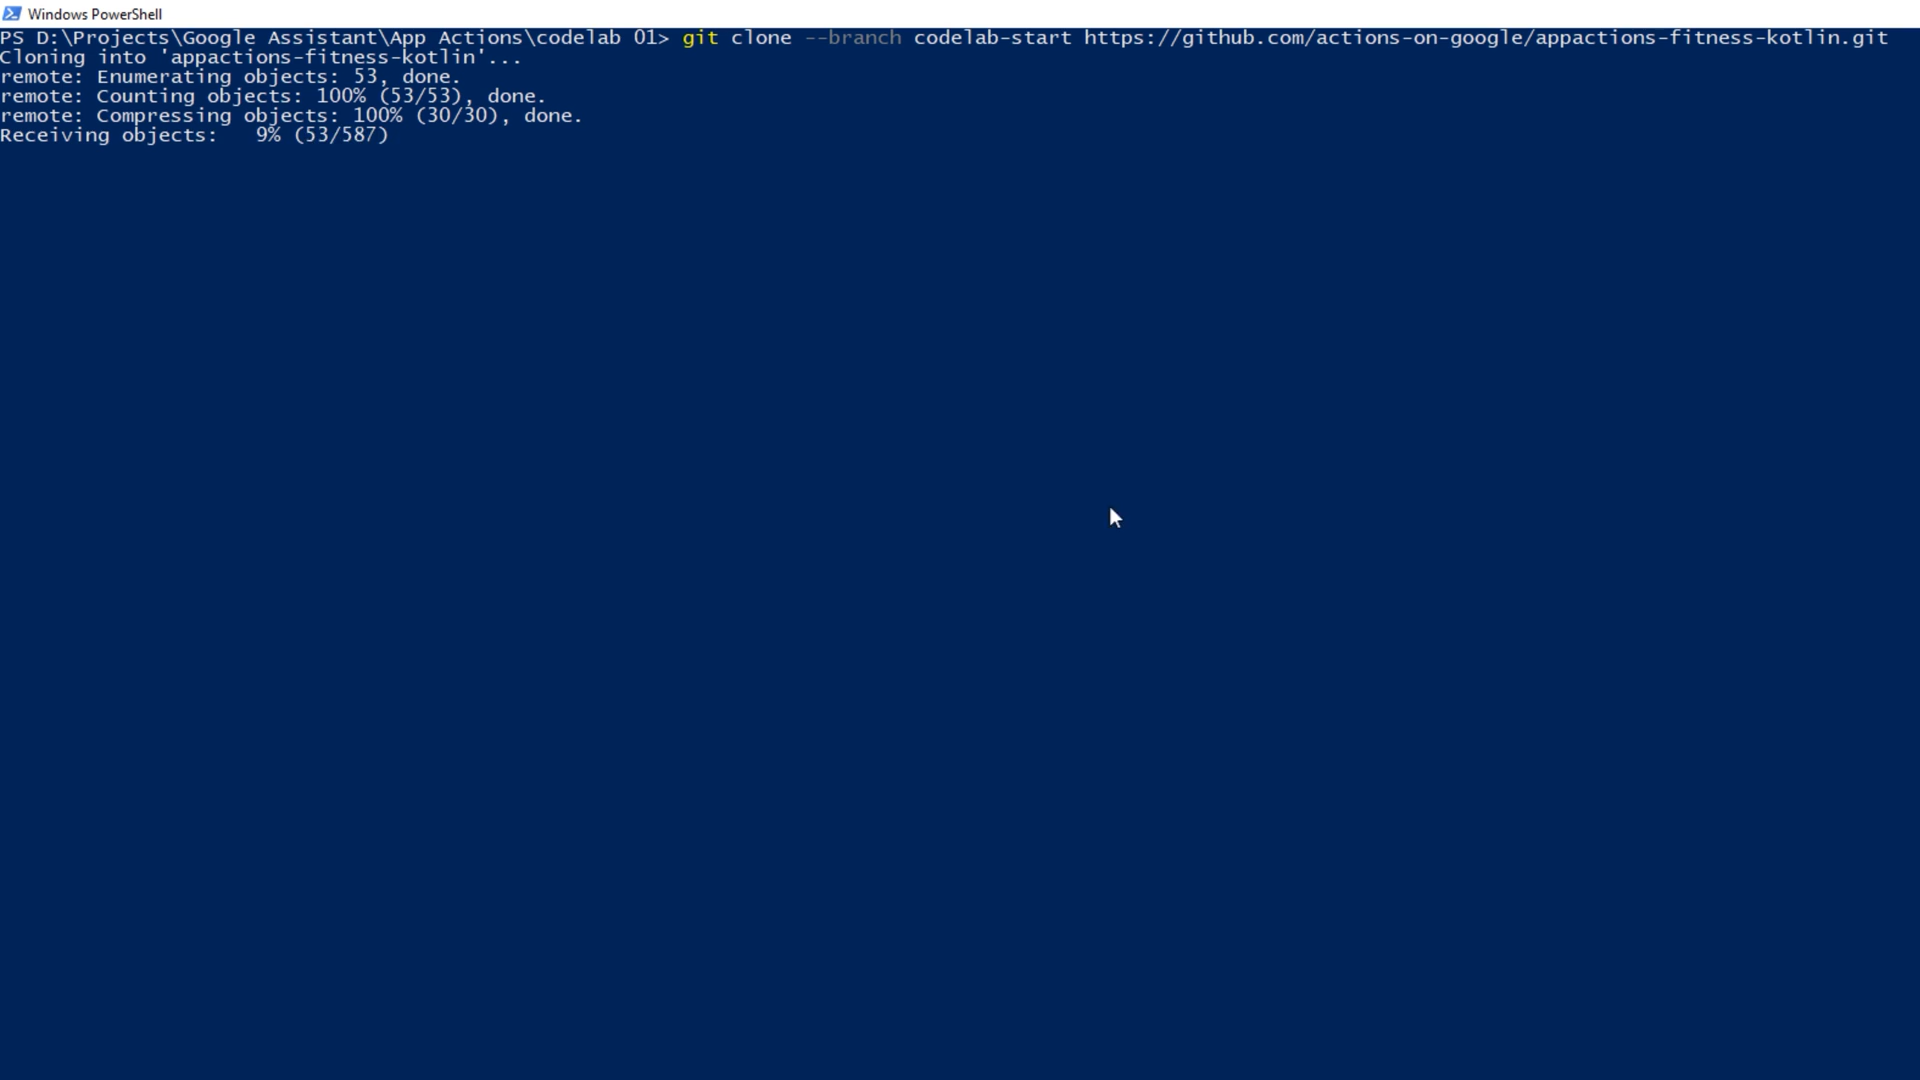 Windows PowerShell
PS D:\Projects\Google Assistant\App Actions\codelab 01> git clone --branch codelab-start https://github.com/actions-on-google/appactions-fitness-kotlin.git
Cloning into 'appactions-fitness-kotlin'...
remote: Enumerating objects: 53, done.
remote: Counting objects: 100% (53/53), done.
remote: Compressing objects: 100% (30/30), done.
Receiving objects:   9% (53/587)